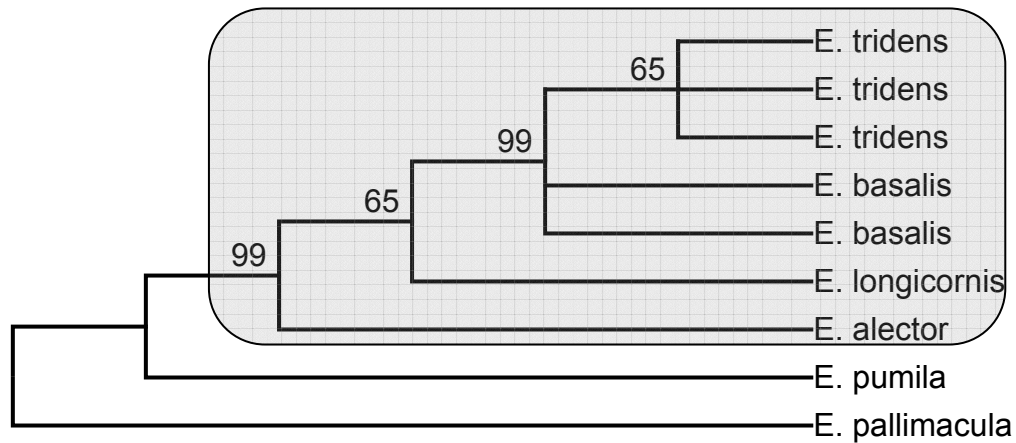 E. tridens
65
E. tridens
E. tridens
99
E. basalis
65
E. basalis
99
E. longicornis
E. alector
E. pumila
E. pallimacula